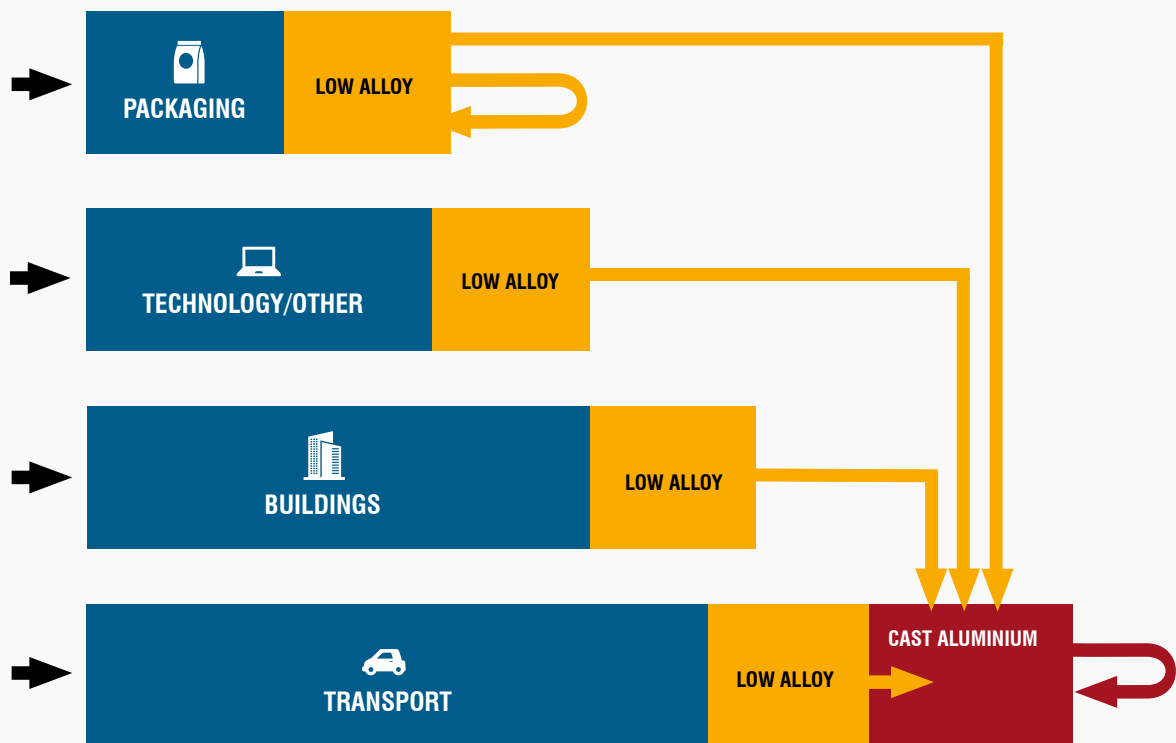 PACKAGING
LOW ALLOY
TECHNOLOGY/OTHER
LOW ALLOY
BUILDINGS
LOW ALLOY
TRANSPORT
LOW ALLOY
CAST ALUMINIUM